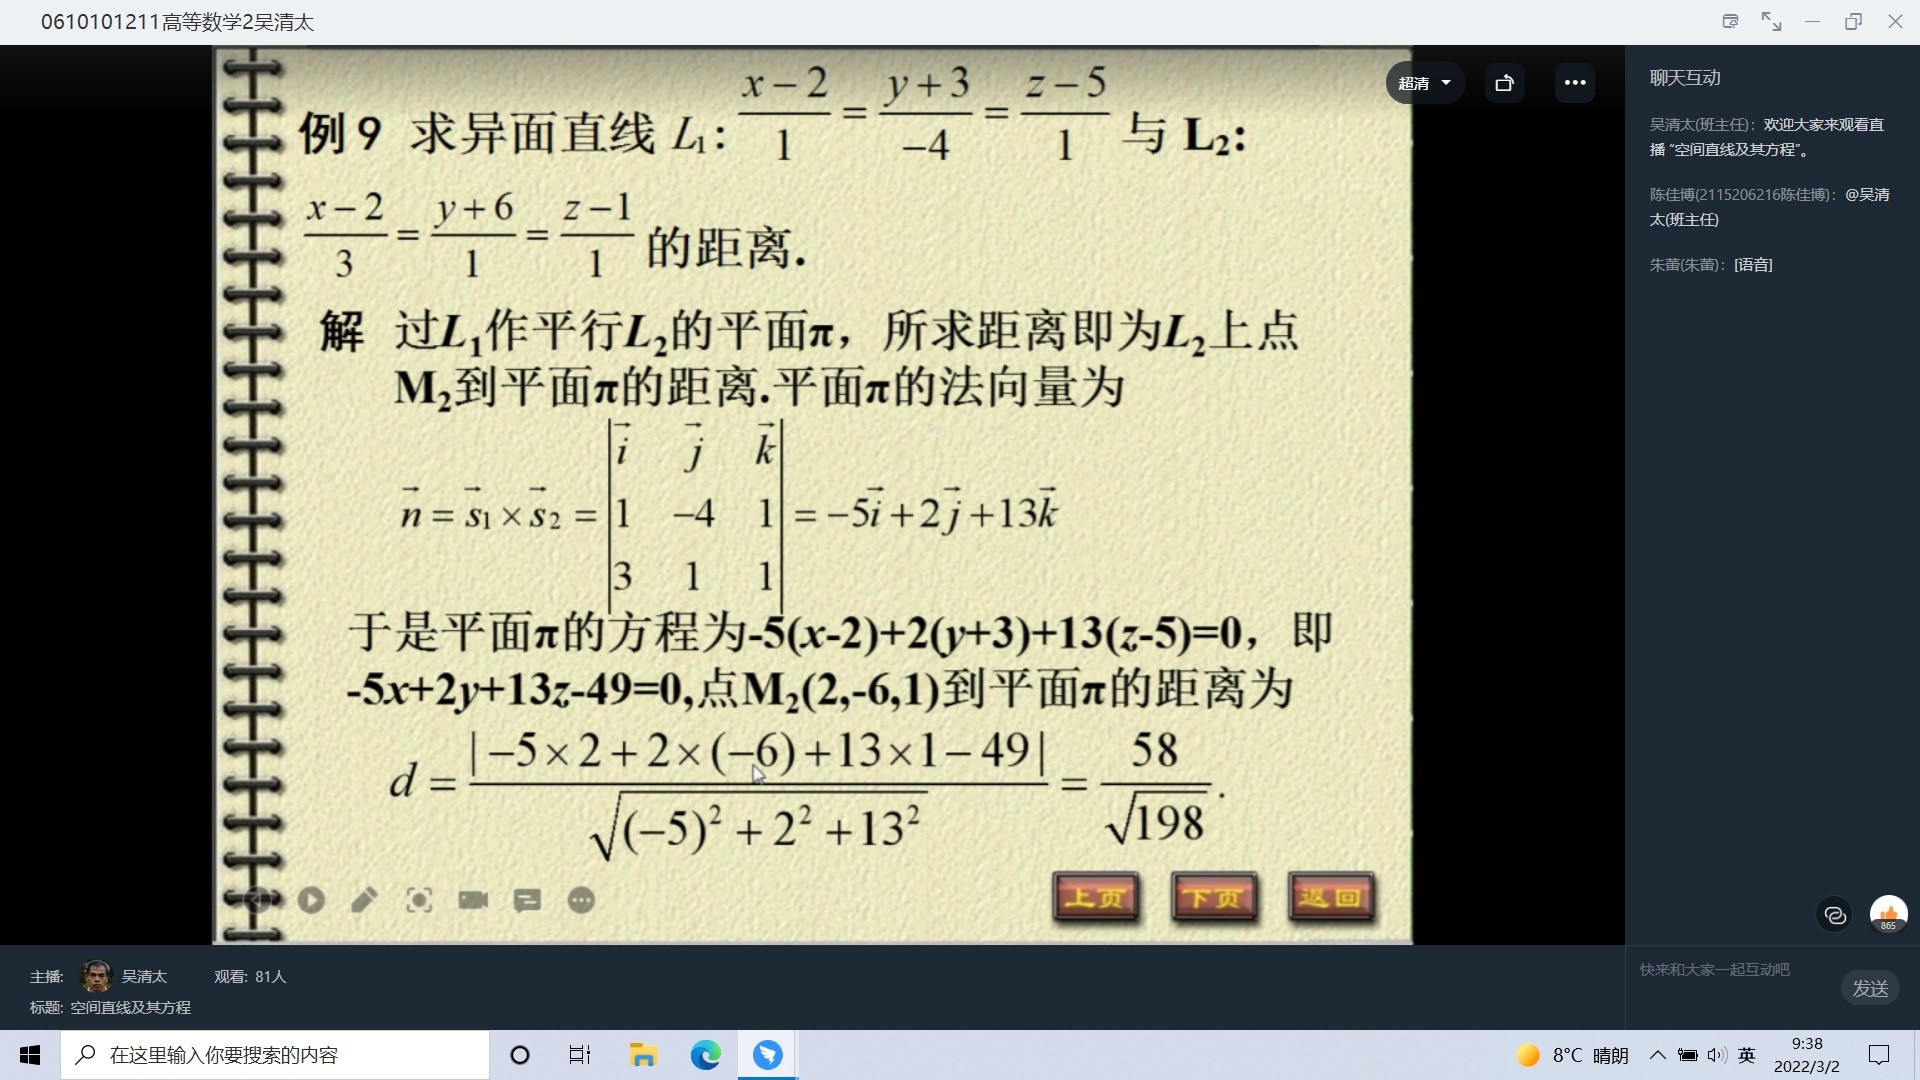 0610101211高等数学2吴清太
超清
聊天互动
吴清太(班主任): 欢迎大家来观看直
播 “空间直线及其方程”。
陈佳博(2115206216陈佳博): @吴清
太(班主任)
朱蕾(朱蕾): [语音]
例 9 求异面直线 L₁: (x−2)/1 = (y+3)/−4 = (z−5)/1 与 L₂:
(x−2)/3 = (y+6)/1 = (z−1)/1 的距离.
解 过L₁作平行L₂的平面π，所求距离即为L₂上点
M₂到平面π的距离.平面π的法向量为
n⃗ = s⃗₁ × s⃗₂ = | i⃗ j⃗ k⃗ |
| 1 −4 1 | = −5i⃗ + 2j⃗ + 13k⃗
| 3 1 1 |
于是平面π的方程为-5(x-2)+2(y+3)+13(z-5)=0，即
-5x+2y+13z-49=0,点M₂(2,-6,1)到平面π的距离为
d = |−5×2+2×(−6)+13×1−49| / √((−5)²+2²+13²) = 58/√198 .
上页 下页 返回
865
主播: 吴清太 观看: 81人
标题: 空间直线及其方程
快来和大家一起互动吧
发送
在这里输入你要搜索的内容
8°C 晴朗
英
9:38
2022/3/2